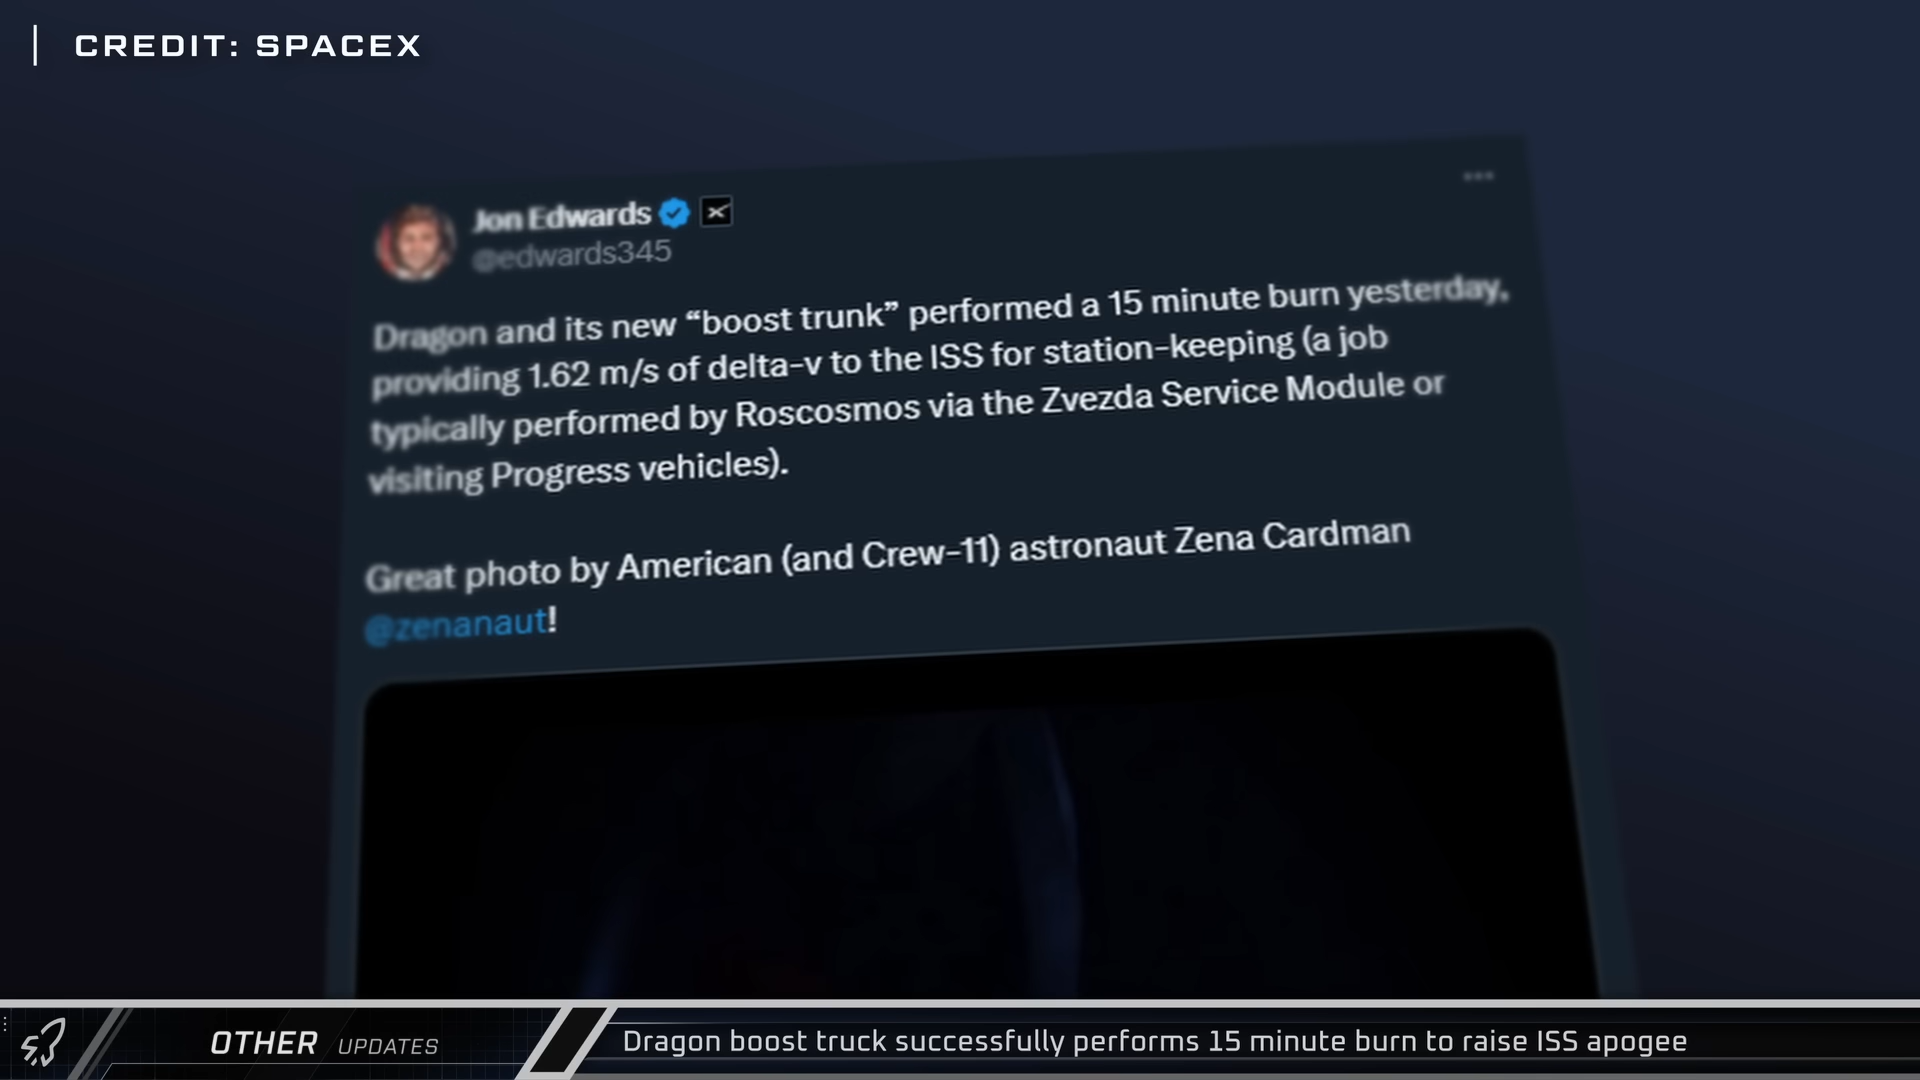 CREDIT: SPACEX
Jon Edwards
@edwards345
Dragon and its new “boost trunk” performed a 15 minute burn yesterday,
providing 1.62 m/s of delta-v to the ISS for station-keeping (a job
typically performed by Roscosmos via the Zvezda Service Module or
visiting Progress vehicles).
Great photo by American (and Crew-11) astronaut Zena Cardman
@zenanaut!
OTHER UPDATES
Dragon boost truck successfully performs 15 minute burn to raise ISS apogee